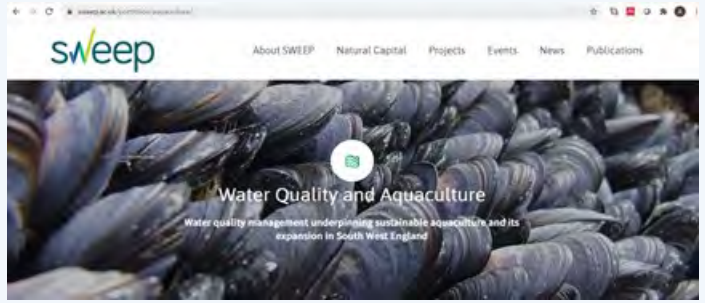 sweep
About SWEEP Natural Capital Projects Events News Publications
Water Quality and Aquaculture
Water quality management underpinning sustainable aquaculture and its
expansion in South West England